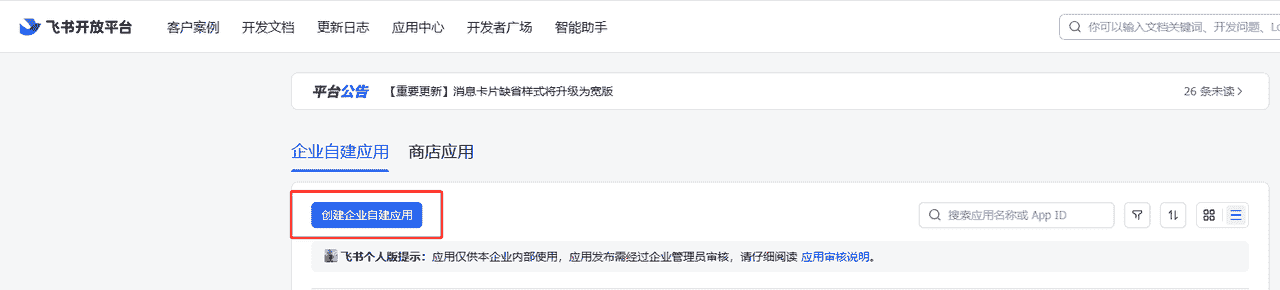 飞书开放平台 客户案例 开发文档 更新日志 应用中心 开发者广场 智能助手 你可以输入文档关键词、开发问题、Lo
平台公告 【重要更新】消息卡片缺省样式将升级为宽版 26 条未读
企业自建应用 商店应用
创建企业自建应用 搜索应用名称或 App ID
飞书个人版提示：应用仅供本企业内部使用，应用发布需经过企业管理员审核，请仔细阅读 应用审核说明。